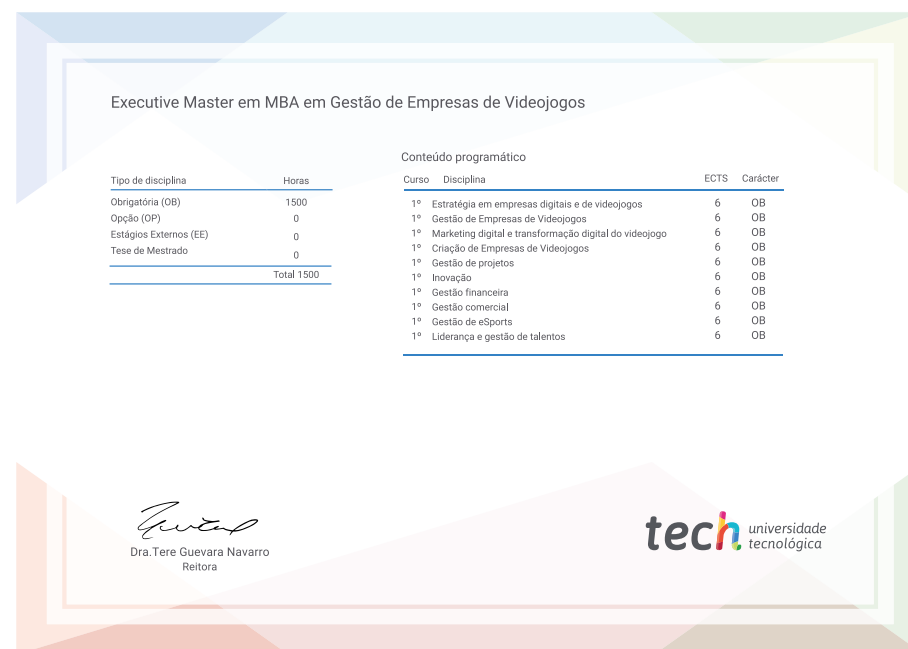 Executive Master em MBA em Gestão de Empresas de Videojogos
Tipo de disciplina Horas
Obrigatória (OB) 1500
Opção (OP) 0
Estágios Externos (EE) 0
Tese de Mestrado 0
Total 1500
Conteúdo programático
Curso Disciplina ECTS Carácter
1º Estratégia em empresas digitais e de videojogos 6 OB
1º Gestão de Empresas de Videojogos 6 OB
1º Marketing digital e transformação digital do videojogo 6 OB
1º Criação de Empresas de Videojogos 6 OB
1º Gestão de projetos 6 OB
1º Inovação 6 OB
1º Gestão financeira 6 OB
1º Gestão comercial 6 OB
1º Gestão de eSports 6 OB
1º Liderança e gestão de talentos 6 OB
Dra.Tere Guevara Navarro
Reitora
tech universidade
tecnológica